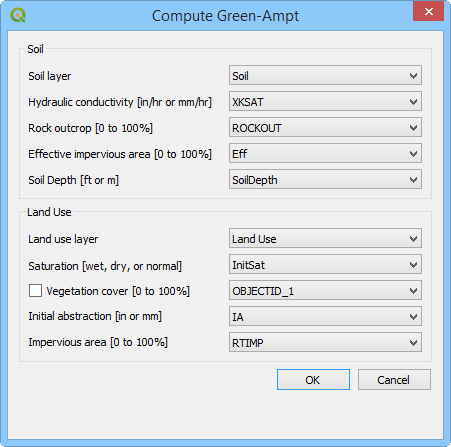 Compute Green-Ampt
Soil
Soil layer Soil
Hydraulic conductivity [in/hr or mm/hr] XKSAT
Rock outcrop [0 to 100%] ROCKOUT
Effective impervious area [0 to 100%] Eff
Soil Depth [ft or m] SoilDepth
Land Use
Land use layer Land Use
Saturation [wet, dry, or normal] InitSat
Vegetation cover [0 to 100%] OBJECTID_1
Initial abstraction [in or mm] IA
Impervious area [0 to 100%] RTIMP
OK Cancel